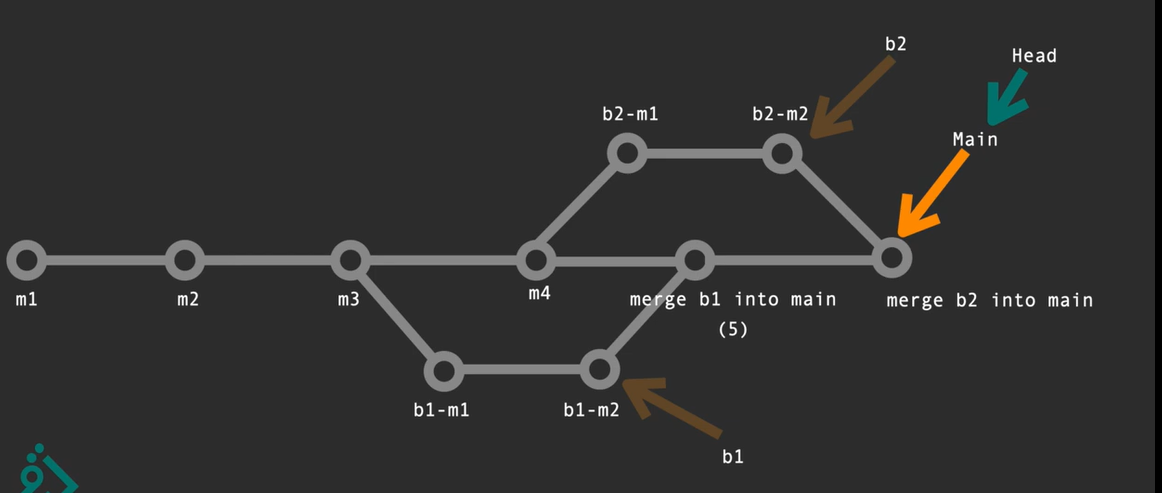 b2
Head
b2-m1
b2-m2
Main
m1
m2
m3
m4
merge b1 into main
(5)
merge b2 into main
b1-m1
b1-m2
b1